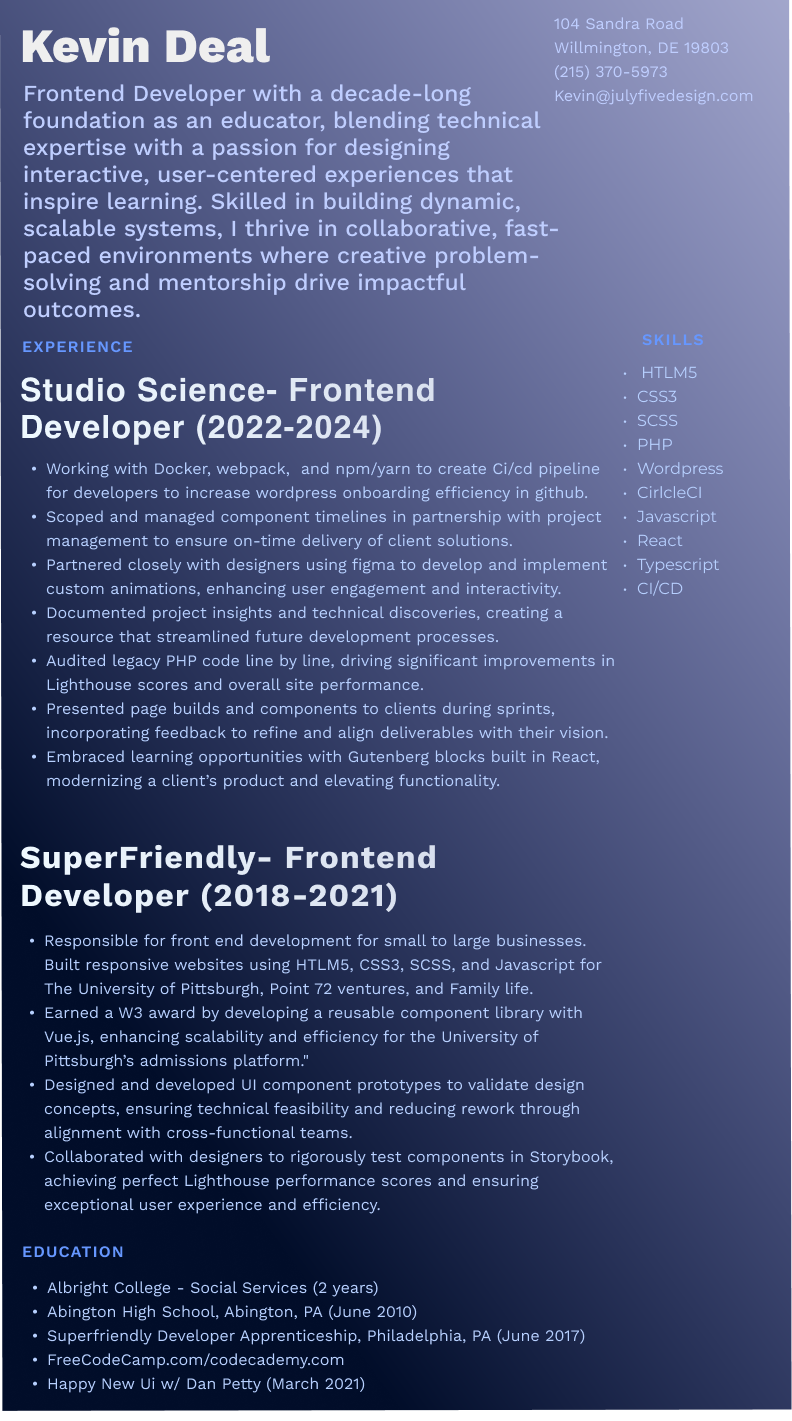 Kevin Deal
104 Sandra Road
Willmington, DE 19803
(215) 370-5973
Kevin@julyfivedesign.com
Frontend Developer with a decade-long
foundation as an educator, blending technical
expertise with a passion for designing
interactive, user-centered experiences that
inspire learning. Skilled in building dynamic,
scalable systems, I thrive in collaborative, fast-
paced environments where creative problem-
solving and mentorship drive impactful
outcomes.
EXPERIENCE
Studio Science- Frontend
Developer (2022-2024)
• Working with Docker, webpack,  and npm/yarn to create Ci/cd pipeline
for developers to increase wordpress onboarding efficiency in github.
• Scoped and managed component timelines in partnership with project
management to ensure on-time delivery of client solutions.
• Partnered closely with designers using figma to develop and implement
custom animations, enhancing user engagement and interactivity.
• Documented project insights and technical discoveries, creating a
resource that streamlined future development processes.
• Audited legacy PHP code line by line, driving significant improvements in
Lighthouse scores and overall site performance.
• Presented page builds and components to clients during sprints,
incorporating feedback to refine and align deliverables with their vision.
• Embraced learning opportunities with Gutenberg blocks built in React,
modernizing a client’s product and elevating functionality.
SKILLS
• HTLM5
• CSS3
• SCSS
• PHP
• Wordpress
• CirlcleCI
• Javascript
• React
• Typescript
• CI/CD
SuperFriendly- Frontend
Developer (2018-2021)
• Responsible for front end development for small to large businesses.
Built responsive websites using HTLM5, CSS3, SCSS, and Javascript for
The University of Pittsburgh, Point 72 ventures, and Family life.
• Earned a W3 award by developing a reusable component library with
Vue.js, enhancing scalability and efficiency for the University of
Pittsburgh’s admissions platform."
• Designed and developed UI component prototypes to validate design
concepts, ensuring technical feasibility and reducing rework through
alignment with cross-functional teams.
• Collaborated with designers to rigorously test components in Storybook,
achieving perfect Lighthouse performance scores and ensuring
exceptional user experience and efficiency.
EDUCATION
• Albright College - Social Services (2 years)
• Abington High School, Abington, PA (June 2010)
• Superfriendly Developer Apprenticeship, Philadelphia, PA (June 2017)
• FreeCodeCamp.com/codecademy.com
• Happy New Ui w/ Dan Petty (March 2021)